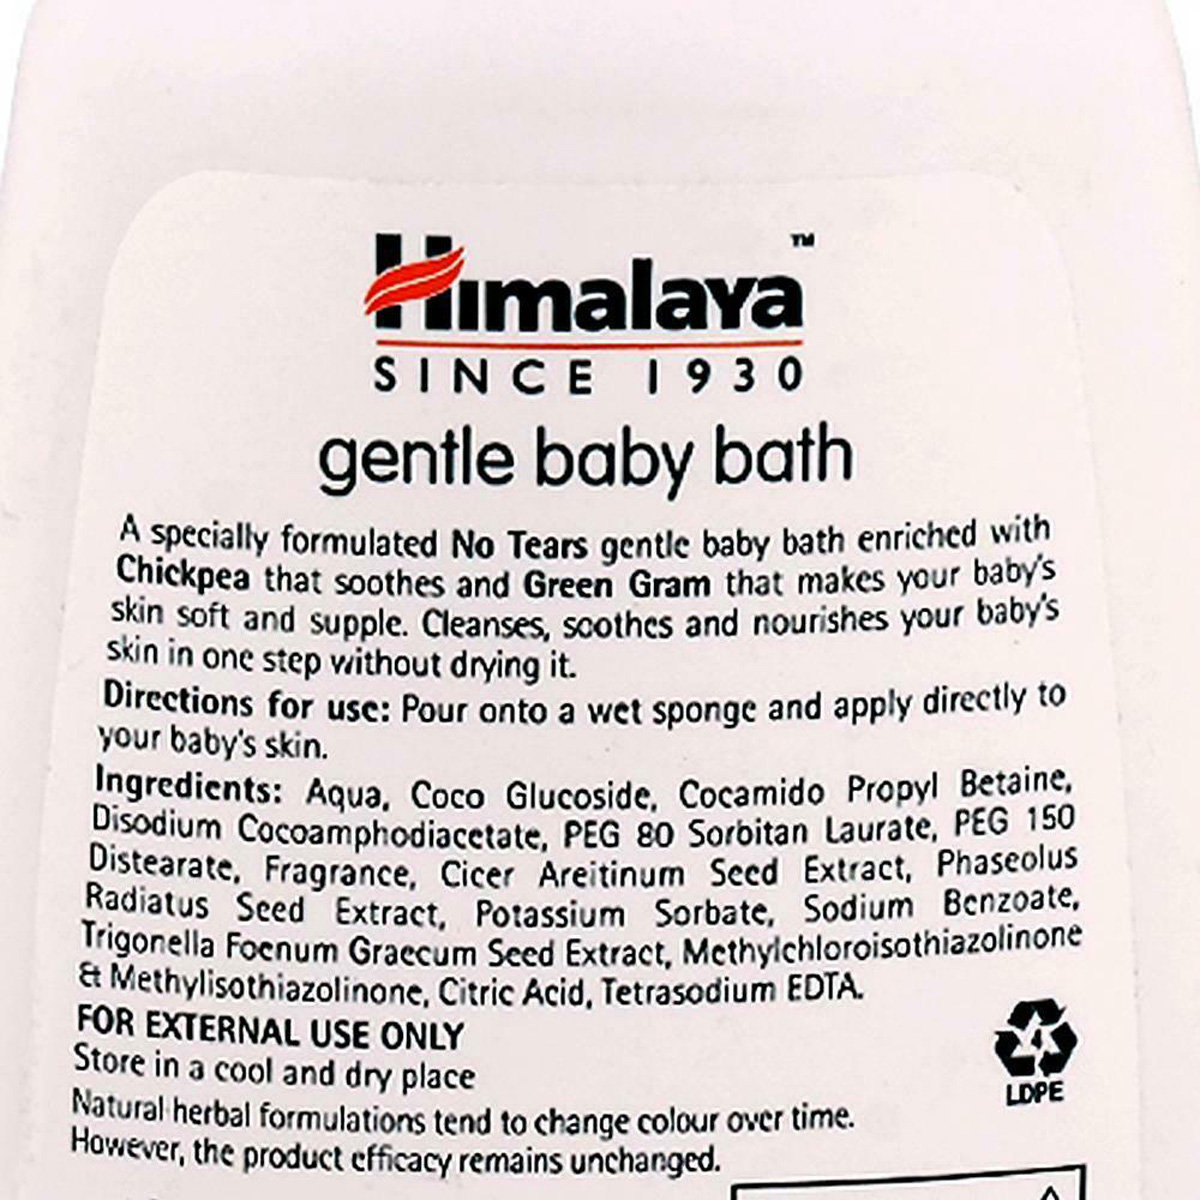 Himalaya™
SINCE 1930
gentle baby bath
A specially formulated No Tears gentle baby bath enriched with
Chickpea that soothes and Green Gram that makes your baby's
skin soft and supple. Cleanses, soothes and nourishes your baby's
skin in one step without drying it.
Directions for use: Pour onto a wet sponge and apply directly to
your baby's skin.
Ingredients: Aqua, Coco Glucoside, Cocamido Propyl Betaine,
Disodium Cocoamphodiacetate, PEG 80 Sorbitan Laurate, PEG 150
Distearate, Fragrance, Cicer Areitinum Seed Extract, Phaseolus
Radiatus Seed Extract, Potassium Sorbate, Sodium Benzoate,
Trigonella Foenum Graecum Seed Extract, Methylchloroisothiazolinone
& Methylisothiazolinone, Citric Acid, Tetrasodium EDTA.
FOR EXTERNAL USE ONLY
Store in a cool and dry place
Natural herbal formulations tend to change colour over time.
However, the product efficacy remains unchanged.
4
LDPE